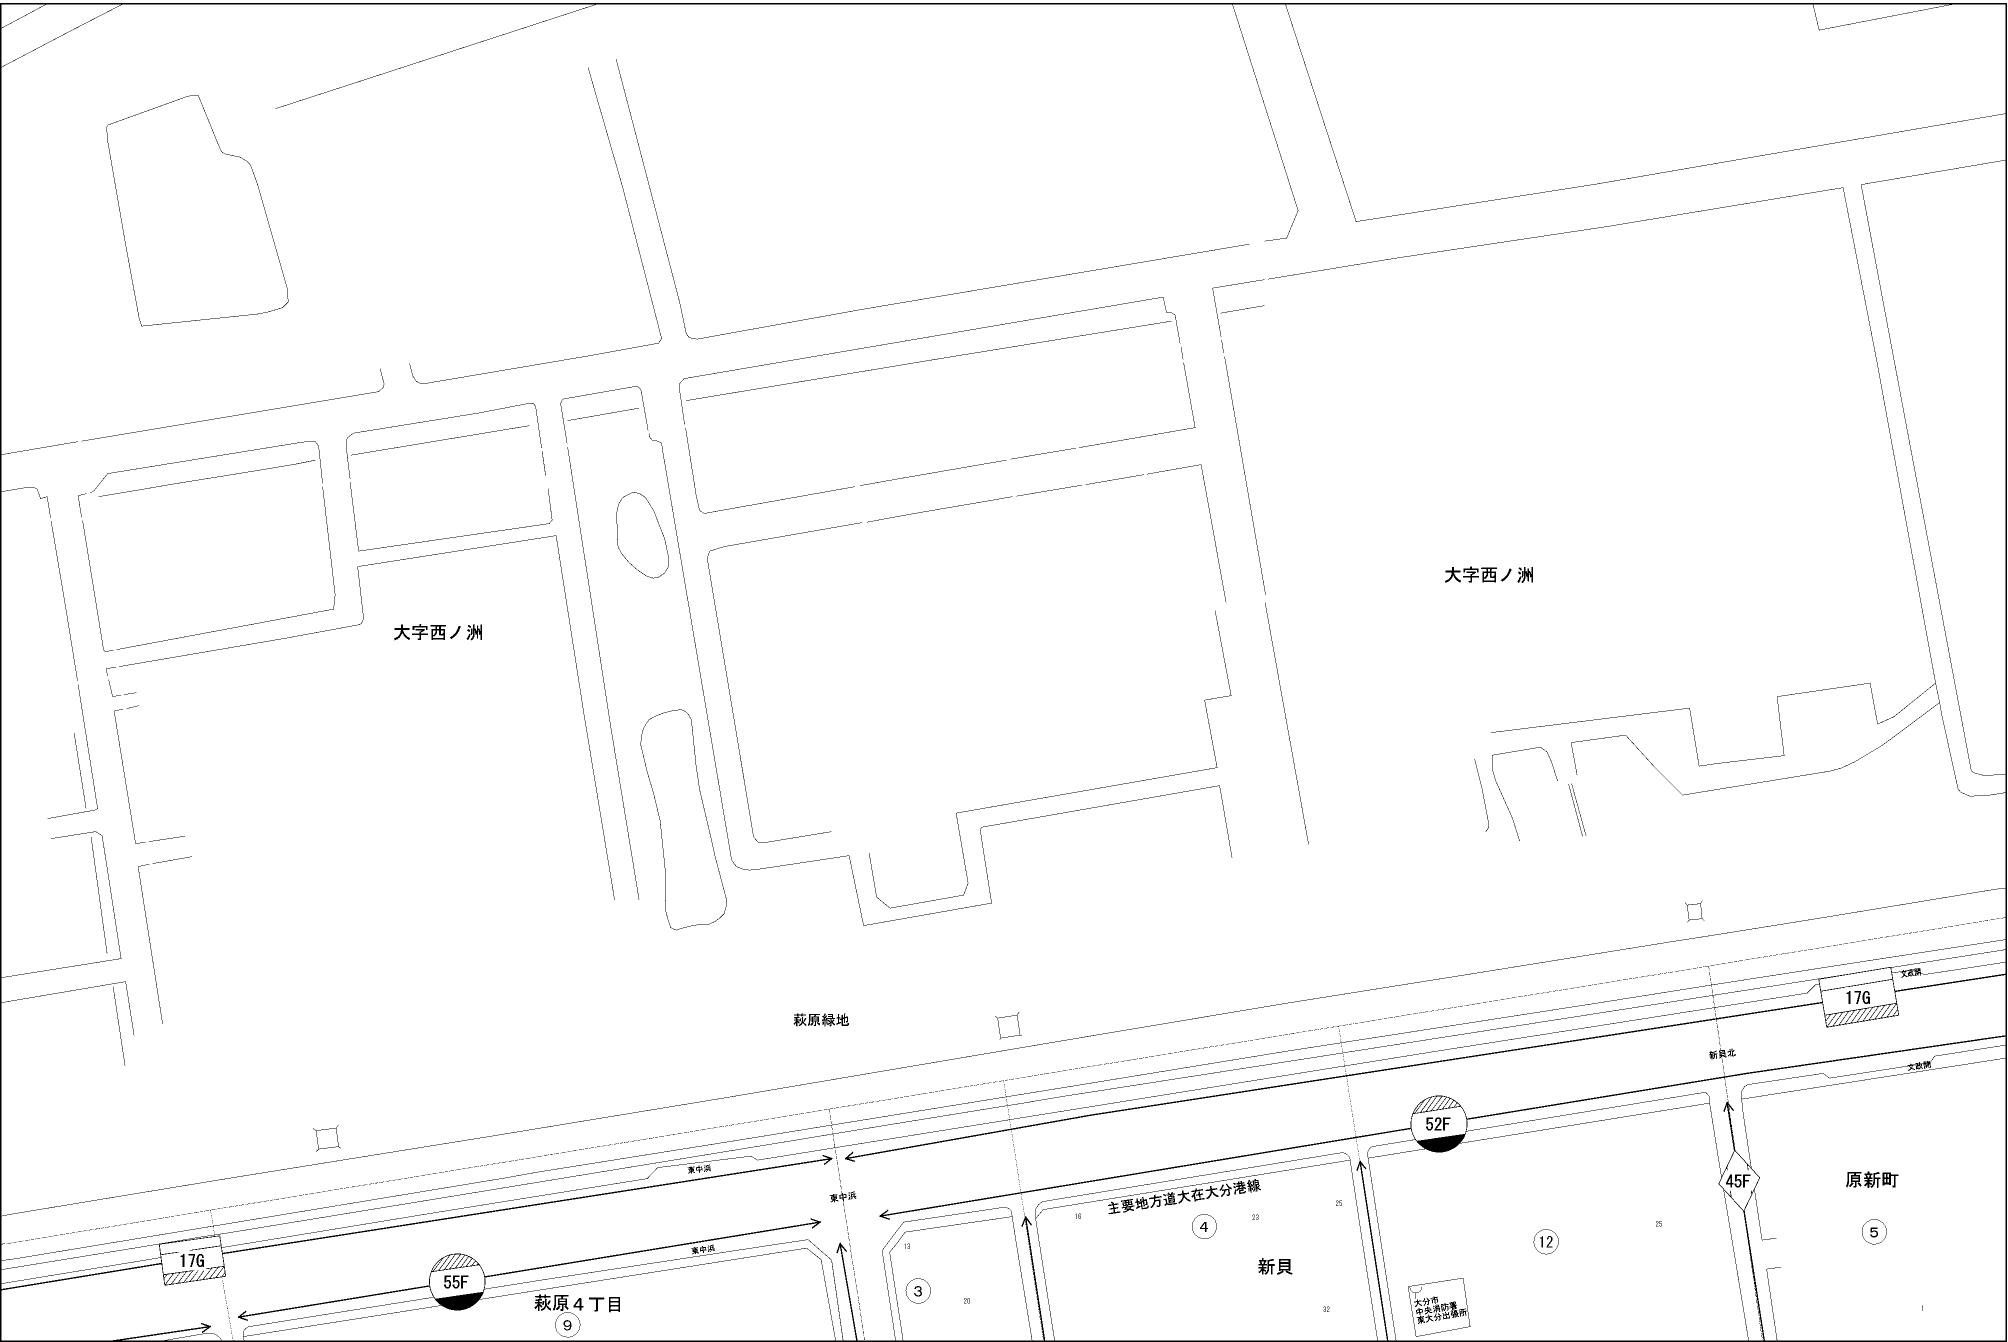 大字西ノ洲
大字西ノ洲
文政開
17G
萩原緑地
新貝北
文政開
52F
東中浜
45F
原新町
東中浜
主要地方道大在大分港線
25
16
23
④
25
⑤
⑫
13
17G
東中浜
新貝
55F
③
20
大分市
中央消防署
東大分出張所
萩原4丁目
32
1
⑨